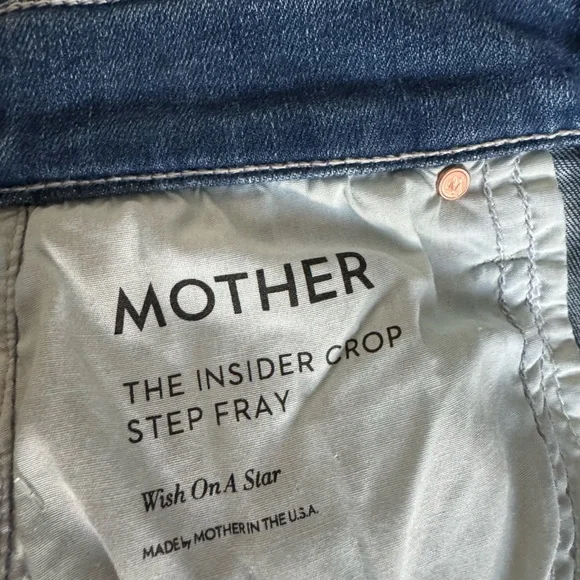 MOTHER
THE INSIDER CROP
STEP FRAY
Wish On A Star
MADE by MOTHER IN THE U.S.A.